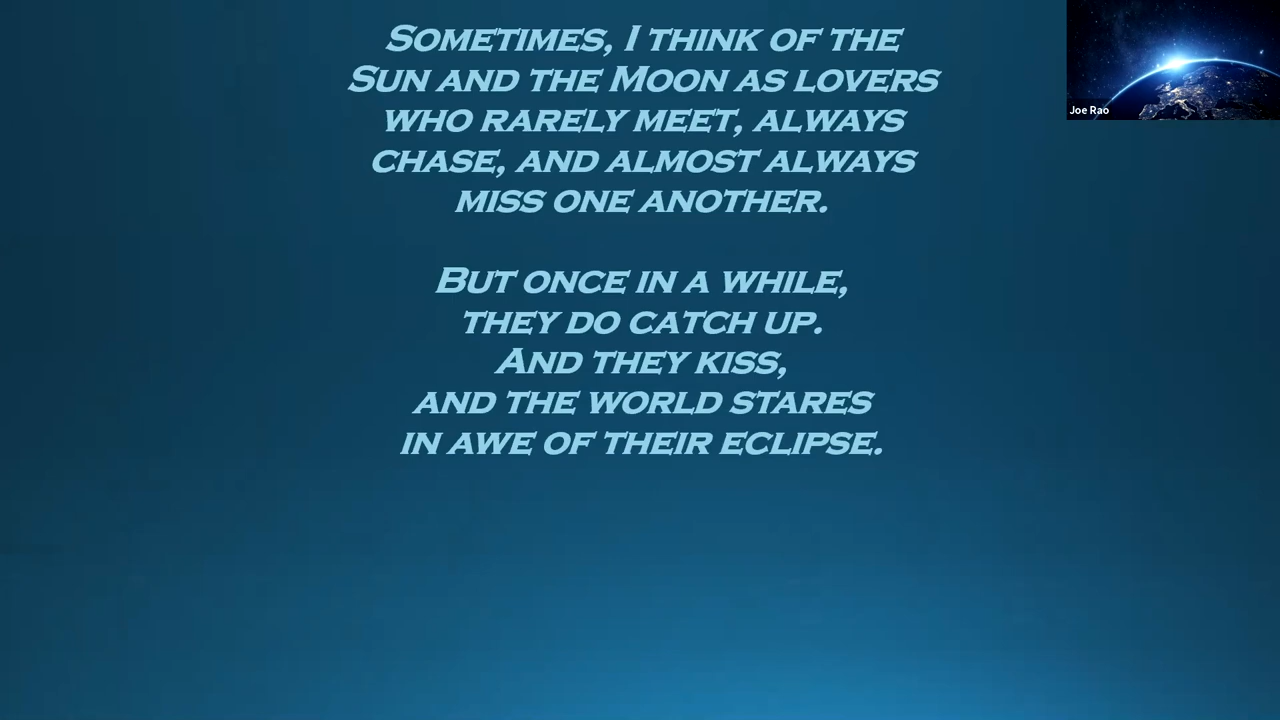 Sometimes, I think of the
Sun and the Moon as lovers
who rarely meet, always
chase, and almost always
miss one another.
But once in a while,
they do catch up.
And they kiss,
and the world stares
in awe of their eclipse.
Joe Rao